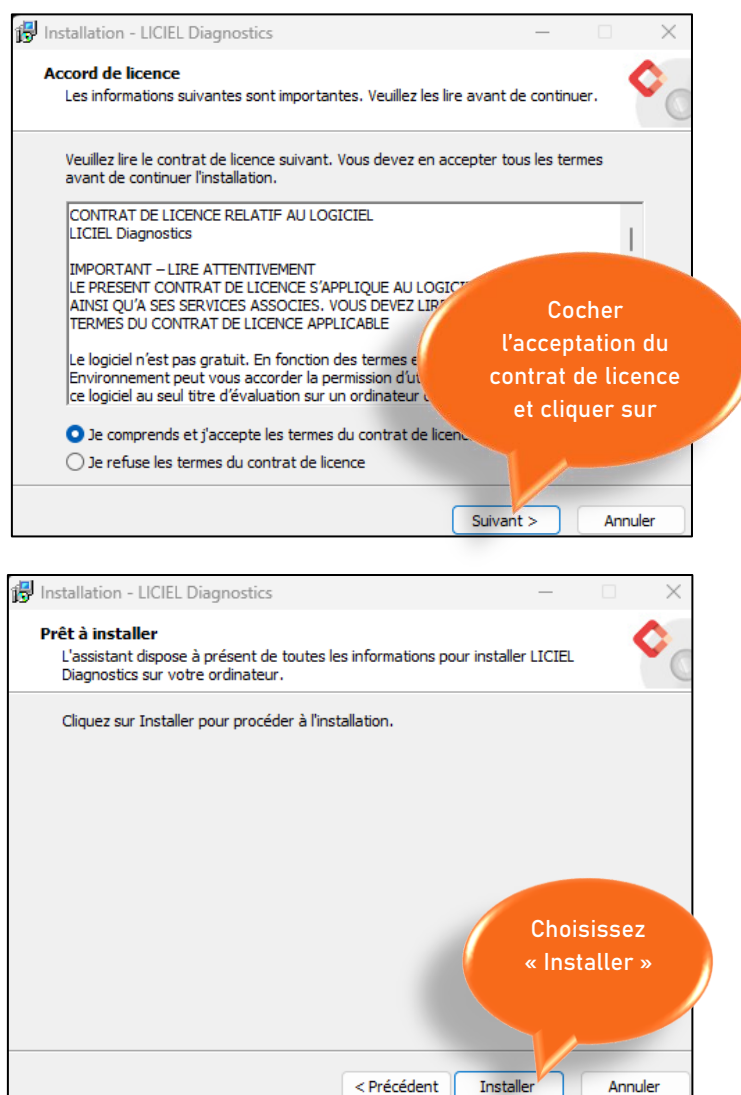 Installation - LICIEL Diagnostics
Accord de licence
Les informations suivantes sont importantes. Veuillez les lire avant de continuer.
Veuillez lire le contrat de licence suivant. Vous devez en accepter tous les termes
avant de continuer l'installation.
CONTRAT DE LICENCE RELATIF AU LOGICIEL
LICIEL Diagnostics
IMPORTANT – LIRE ATTENTIVEMENT
LE PRESENT CONTRAT DE LICENCE S'APPLIQUE AU
AINSI QU'A SES SERVICES ASSOCIES. VOUS DEVEZ
TERMES DU CONTRAT DE LICENCE APPLICABLE
Le logiciel n'est pas gratuit. En fonction des termes
Environnement peut vous accorder la permission
ce logiciel au seul titre d'évaluation sur un ordinateur
Cocher
l'acceptation du
contrat de licence
et cliquer sur
Je comprends et j'accepte les termes du contrat de
Je refuse les termes du contrat de licence
Suivant > Annuler
Installation - LICIEL Diagnostics
Prêt à installer
L'assistant dispose à présent de toutes les informations pour installer LICIEL
Diagnostics sur votre ordinateur.
Cliquez sur Installer pour procéder à l'installation.
Choisissez
« Installer »
< Précédent Installer Annuler